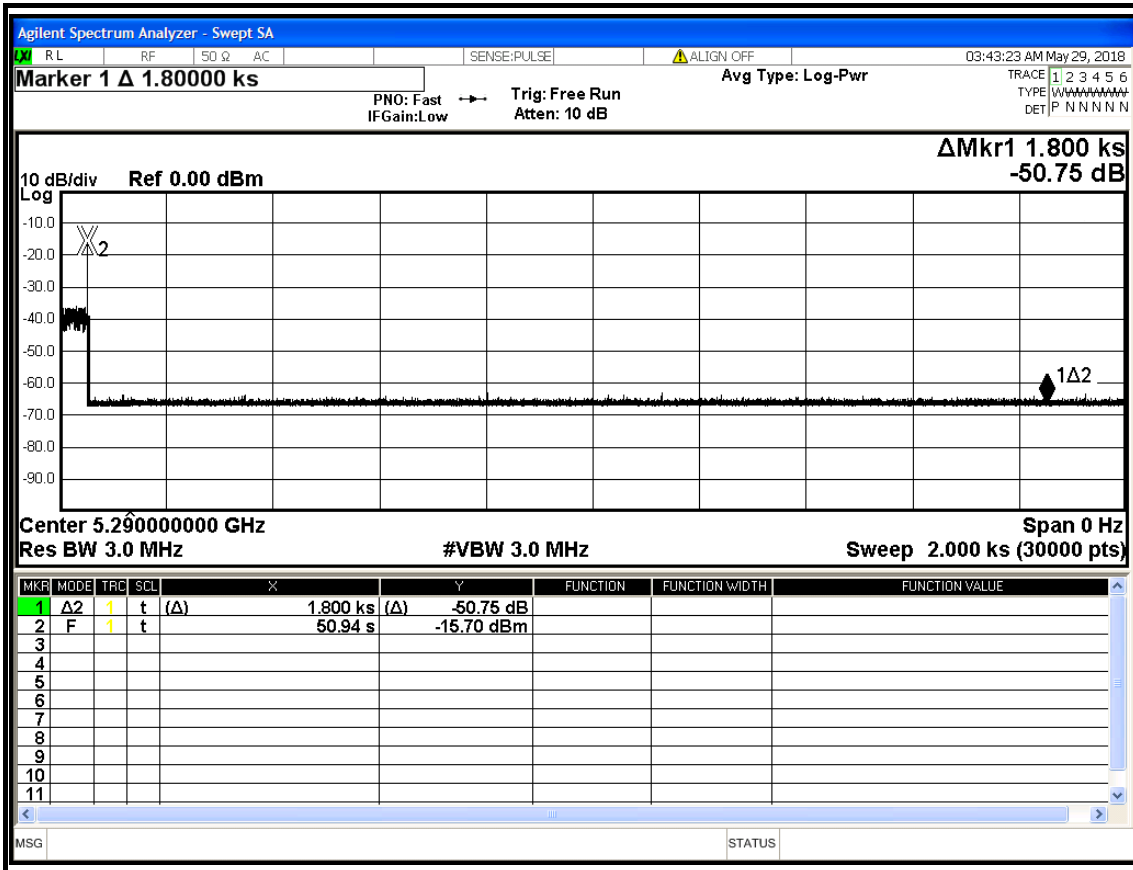 Agilent Spectrum Analyzer - Swept SA
LXI RL RF 50 Ω AC SENSE:PULSE ALIGN OFF 03:43:23 AM May 29, 2018
Marker 1 Δ 1.80000 ks
PNO: Fast
IFGain:Low
Trig: Free Run
Atten: 10 dB
Avg Type: Log-Pwr
TRACE 1 2 3 4 5 6
TYPE
DET P N N N N N
ΔMkr1 1.800 ks
-50.75 dB
10 dB/div Ref 0.00 dBm
Log
-10.0
2
-20.0
-30.0
-40.0
-50.0
1Δ2
-60.0
-70.0
-80.0
-90.0
Center 5.290000000 GHz Span 0 Hz
Res BW 3.0 MHz #VBW 3.0 MHz Sweep 2.000 ks (30000 pts)
MKR MODE TRC SCL X Y FUNCTION FUNCTION WIDTH FUNCTION VALUE
1 Δ2 1 t (Δ) 1.800 ks (Δ) -50.75 dB
2 F 1 t 50.94 s -15.70 dBm
3
4
5
6
7
8
9
10
11
MSG STATUS